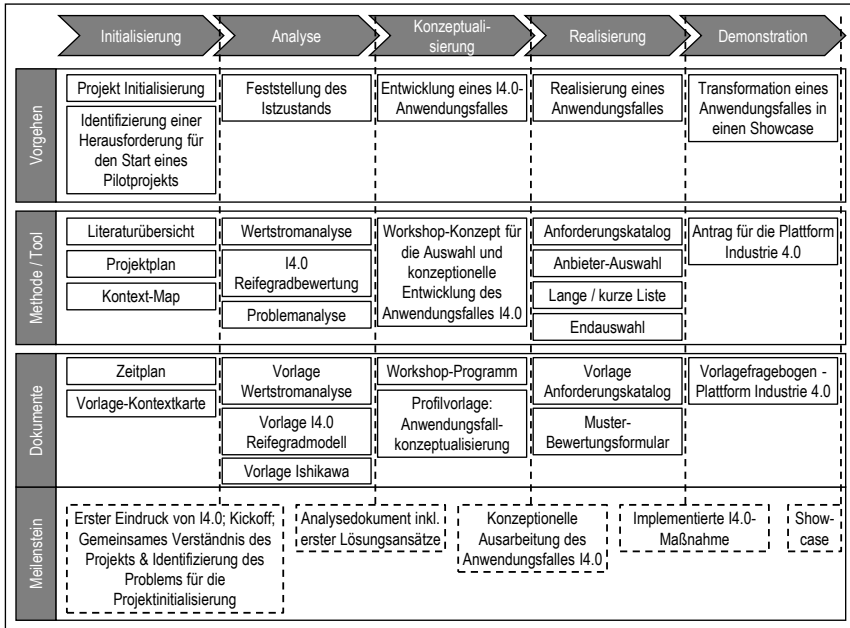 Initialisierung
Analyse
Konzeptuali-
sierung
Realisierung
Demonstration
Vorgehen
Projekt Initialisierung
Identifizierung einer
Herausforderung für
den Start eines
Pilotprojekts
Feststellung des
Istzustands
Entwicklung eines I4.0-
Anwendungsfalles
Realisierung eines
Anwendungsfalles
Transformation eines
Anwendungsfalles in
einen Showcase
Methode / Tool
Literaturübersicht
Projektplan
Kontext-Map
Wertstromanalyse
I4.0
Reifegradbewertung
Problemanalyse
Workshop-Konzept für
die Auswahl und
konzeptionelle
Entwicklung des
Anwendungsfalles I4.0
Anforderungskatalog
Anbieter-Auswahl
Lange / kurze Liste
Endauswahl
Antrag für die Plattform
Industrie 4.0
Dokumente
Zeitplan
Vorlage-Kontextkarte
Vorlage
Wertstromanalyse
Vorlage I4.0
Reifegradmodell
Vorlage Ishikawa
Workshop-Programm
Profilvorlage:
Anwendungsfall-
konzeptualisierung
Vorlage
Anforderungskatalog
Muster-
Bewertungsformular
Vorlagefragebogen -
Plattform Industrie 4.0
Meilenstein
Erster Eindruck von I4.0; Kickoff;
Gemeinsames Verständnis des
Projekts & Identifizierung des
Problems für die
Projektinitialisierung
Analysedokument inkl.
erster Lösungsansätze
Konzeptionelle
Ausarbeitung des
Anwendungsfalles I4.0
Implementierte I4.0-
Maßnahme
Show-
case